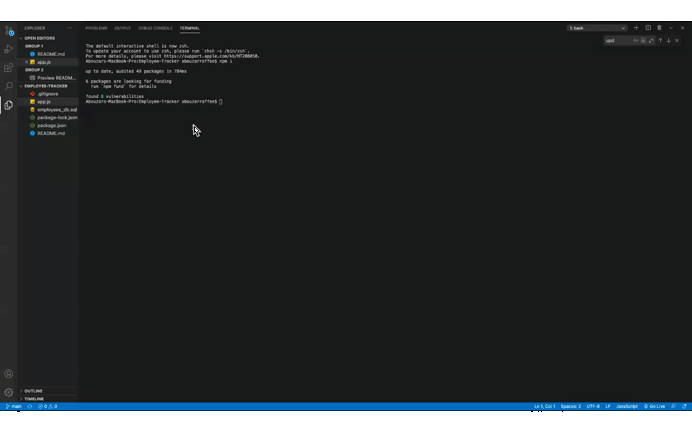 EXPLORER
OPEN EDITORS
GROUP 1
README.md
app.js
GROUP 2
Preview READM...
EMPLOYEE-TRACKER
.gitignore
app.js
employees_db.sql
package-lock.json
package.json
README.md
OUTLINE
TIMELINE
PROBLEMS OUTPUT DEBUG CONSOLE TERMINAL
1: bash
upd
The default interactive shell is now zsh.
To update your account to use zsh, please run `chsh -s /bin/zsh`.
For more details, please visit https://support.apple.com/kb/HT208050.
Abouzars-MacBook-Pro:Employee-Tracker abouzarraffee$ npm i
up to date, audited 49 packages in 784ms
6 packages are looking for funding
run `npm fund` for details
found 0 vulnerabilities
Abouzars-MacBook-Pro:Employee-Tracker abouzarraffee$
main 0 0 Ln 1, Col 1 Spaces: 2 UTF-8 LF JavaScript Go Live